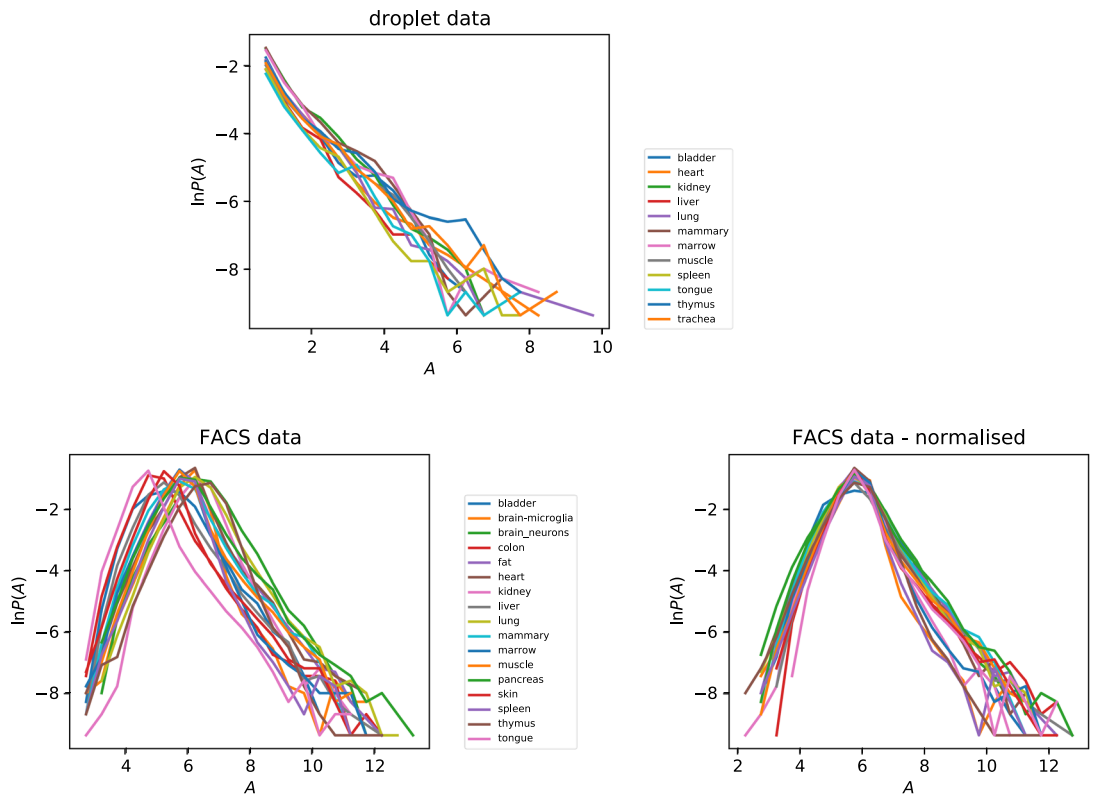 droplet data
−2
−4
−6
−8
lnP(A)
2 4 6 8 10
A
bladder
heart
kidney
liver
lung
mammary
marrow
muscle
spleen
tongue
thymus
trachea
FACS data
−2
−4
−6
−8
lnP(A)
4 6 8 10 12
A
bladder
brain-microglia
brain_neurons
colon
fat
heart
kidney
liver
lung
mammary
marrow
muscle
pancreas
skin
spleen
thymus
tongue
FACS data - normalised
−2
−4
−6
−8
lnP(A)
2 4 6 8 10 12
A